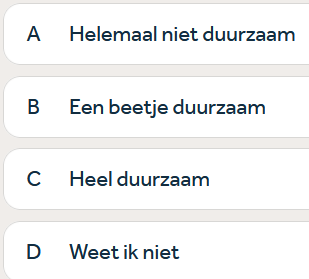 A Helemaal niet duurzaam
B Een beetje duurzaam
C Heel duurzaam
D Weet ik niet